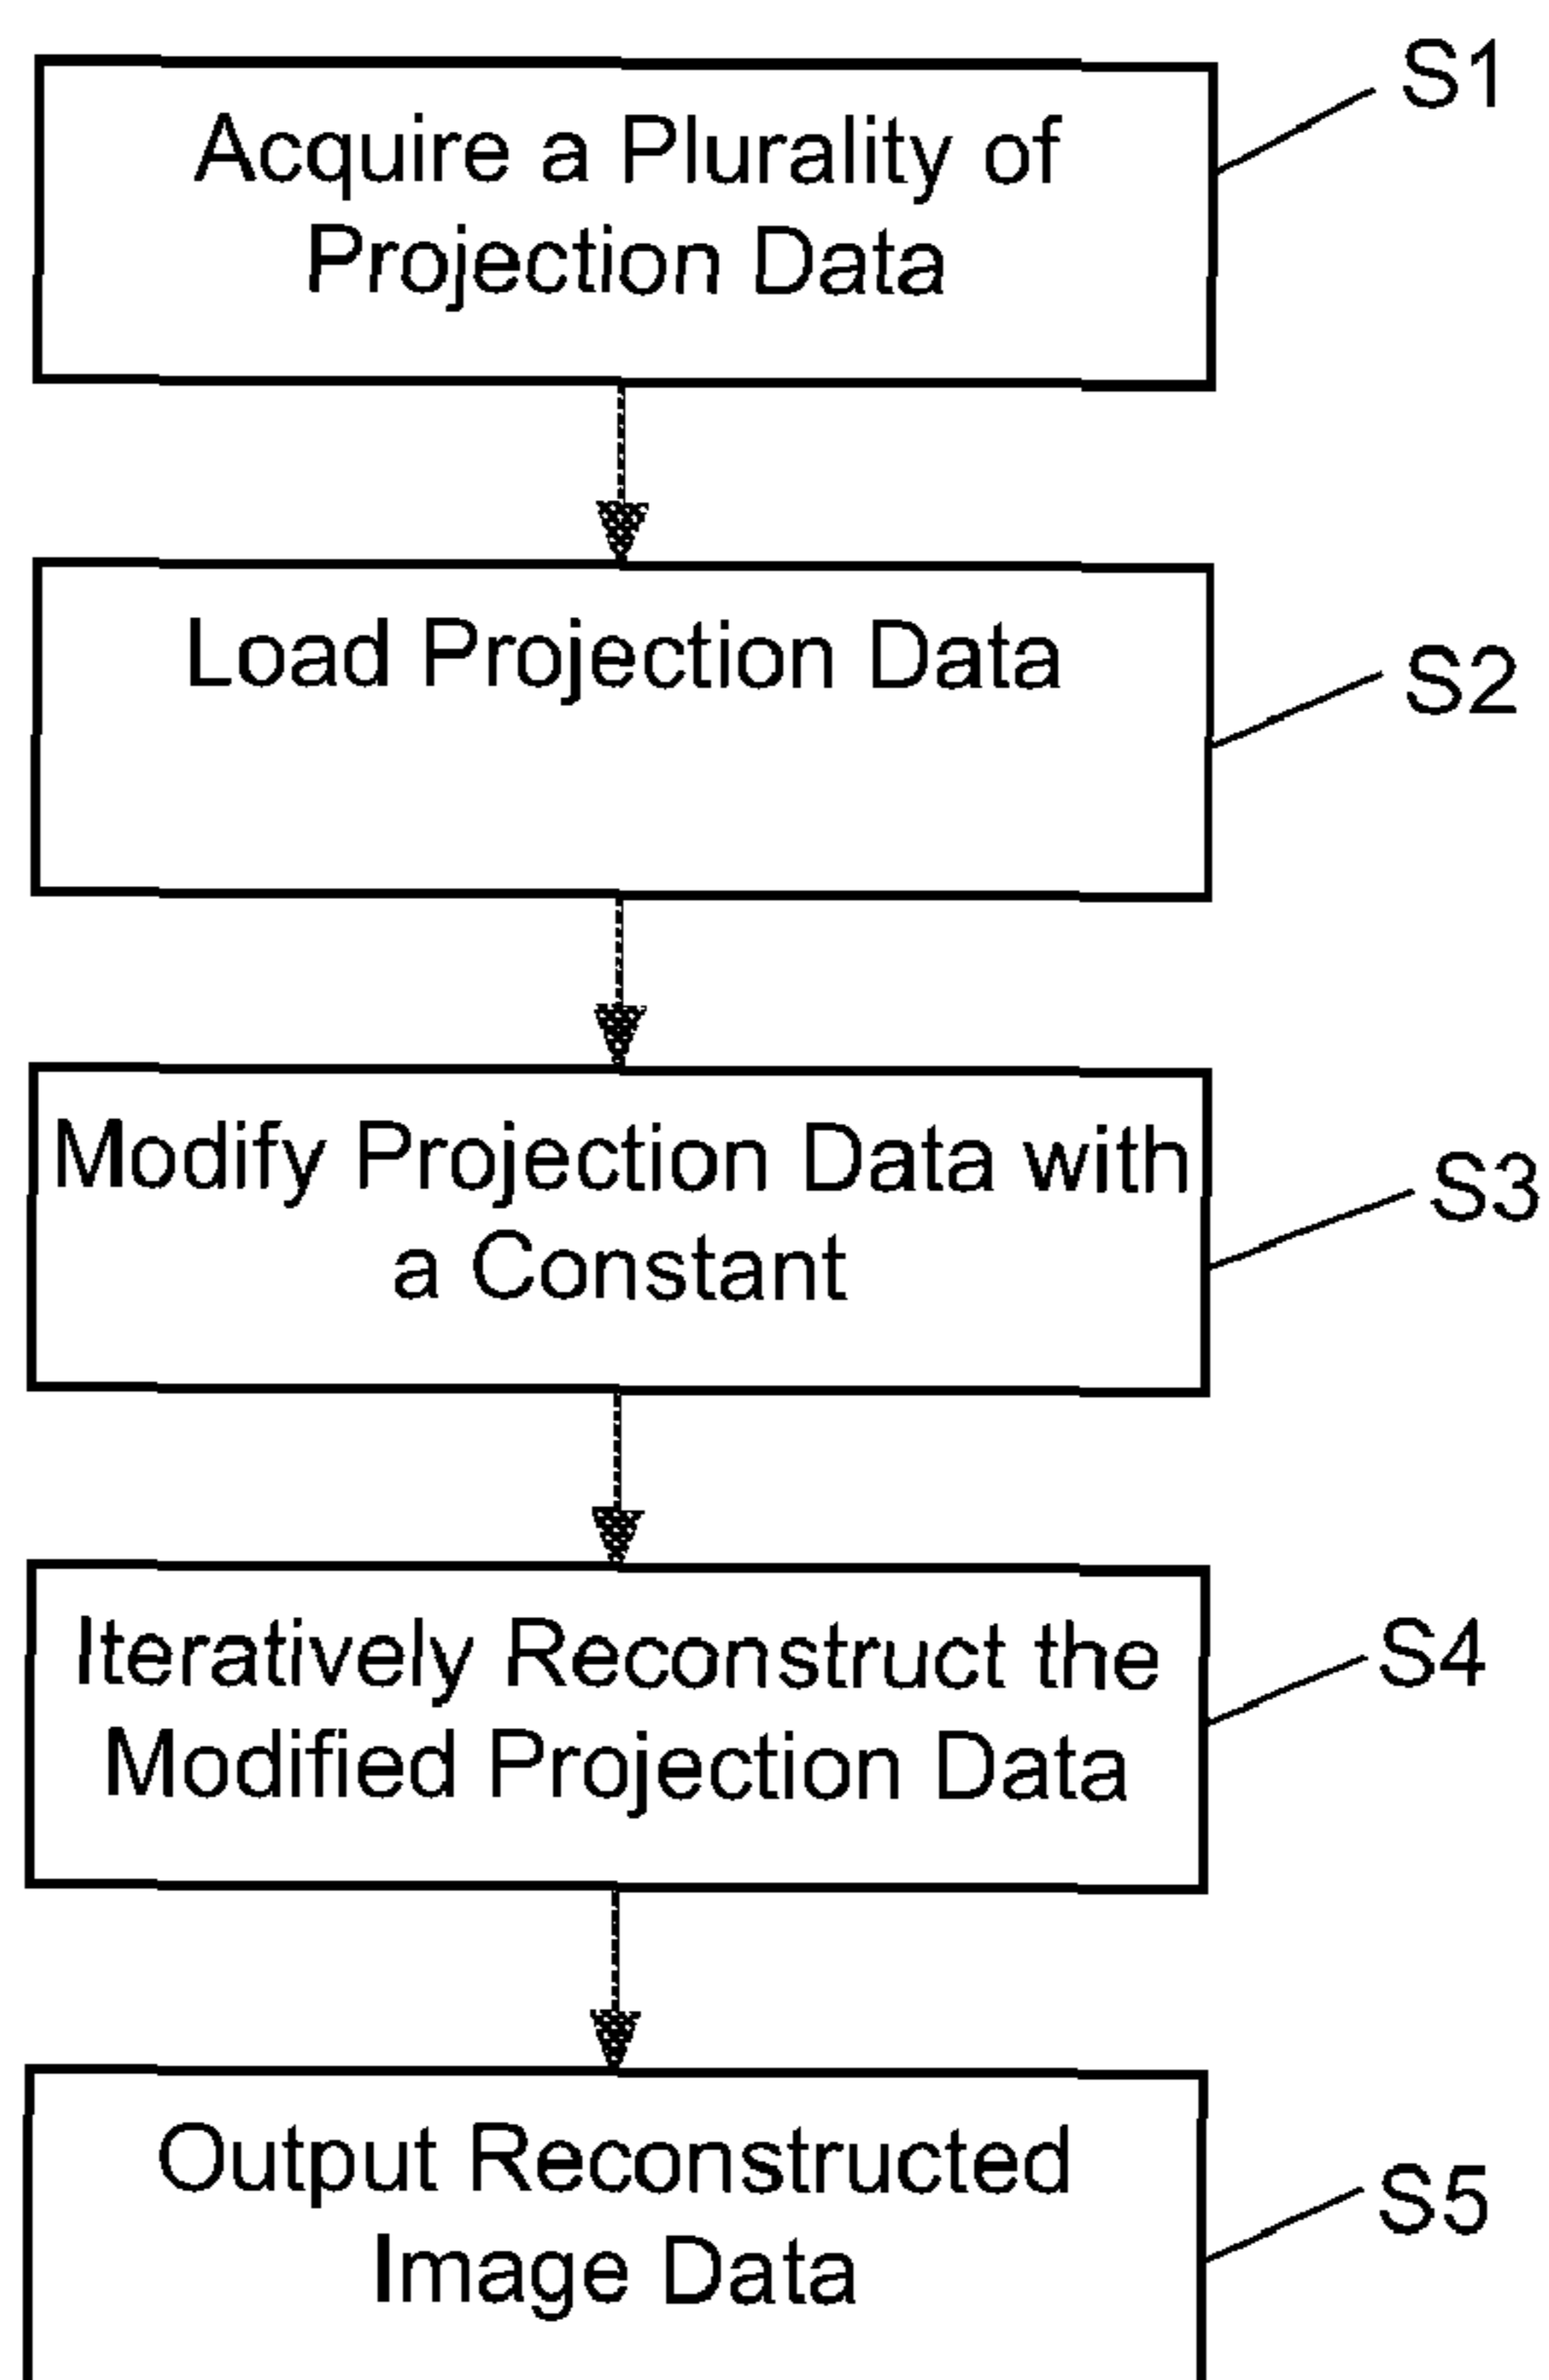 S1
Acquire a Plurality of
Projection Data
Load Projection Data
S2
Modify Projection Data with
a Constant
S3
Iteratively Reconstruct the
Modified Projection Data
S4
Output Reconstructed
Image Data
S5